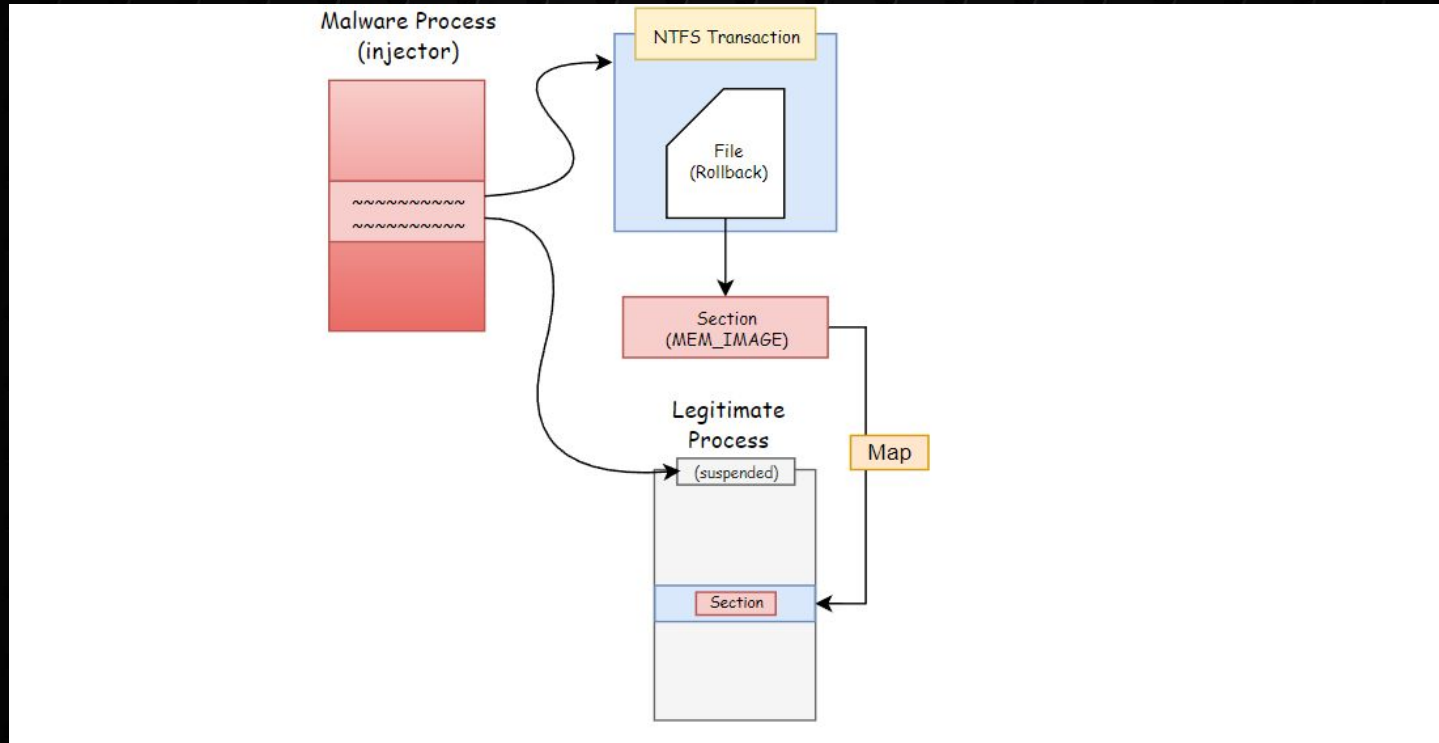 Malware Process
(injector)
NTFS Transaction
~~~~~~~~~~
~~~~~~~~~~
File
(Rollback)
Section
(MEM_IMAGE)
Legitimate
Process
(suspended)
Map
Section